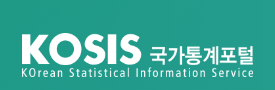 KOSIS 국가통계포털
KOrean Statistical Information Service